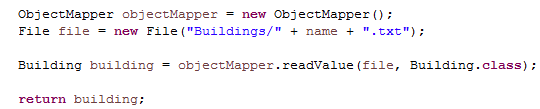 ObjectMapper objectMapper = new ObjectMapper();
File file = new File("Buildings/" + name + ".txt");
Building building = objectMapper.readValue(file, Building.class);
return building;